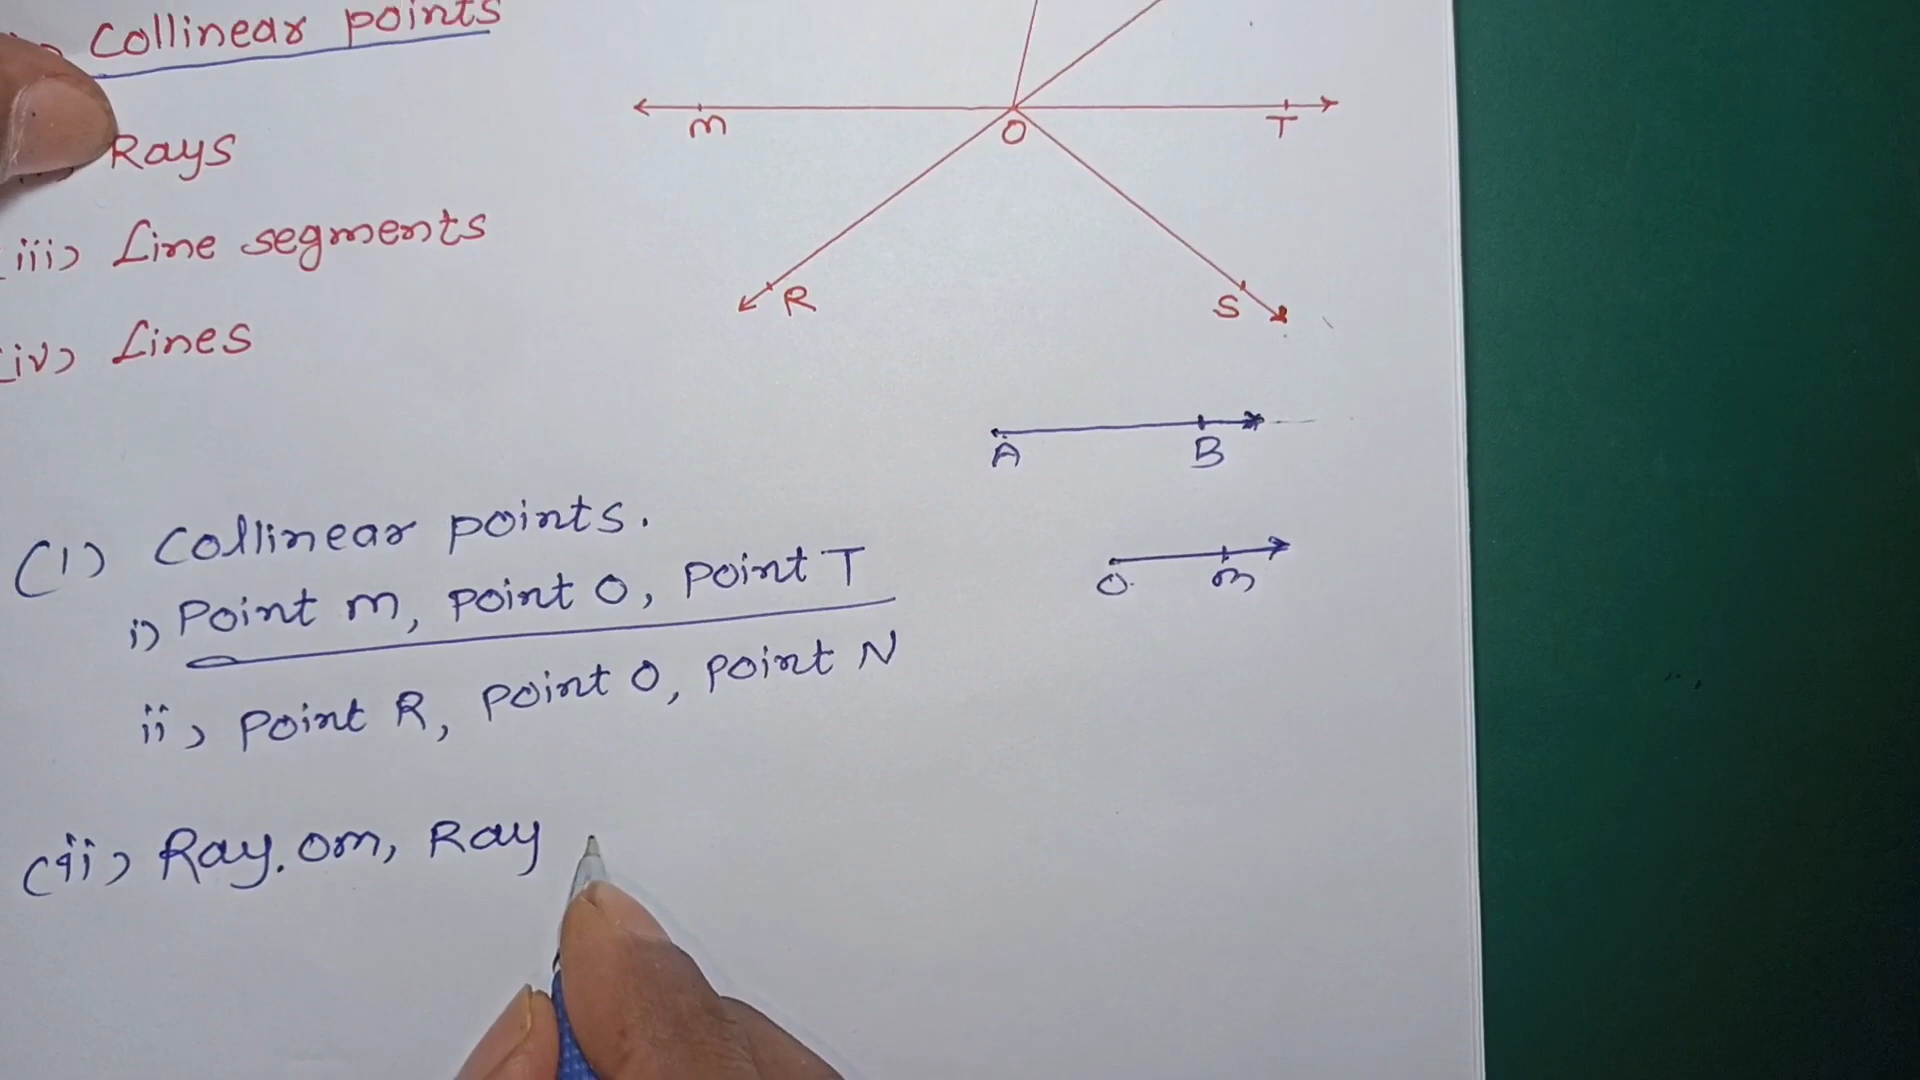 Collinear points
Rays
(iii) Line segments
(iv) Lines
m O T
R S
A B
O m
(1) Collinear points.
i) Point m, point O, point T
ii) Point R, point O, point N
(ii) Ray. om, Ray